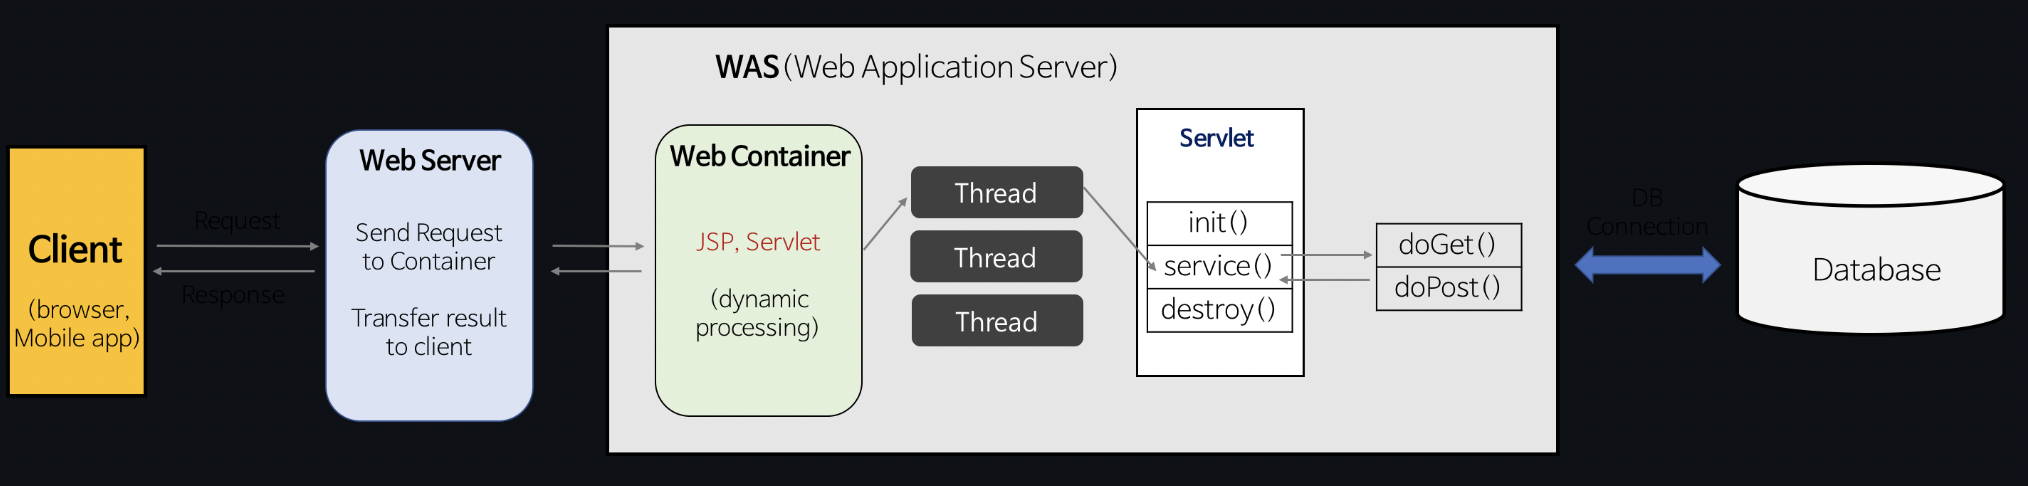 WAS(Web Application Server)
Client
(browser,
Mobile app)
Request
Response
Web Server
Send Request
to Container
Transfer result
to client
Web Container
JSP, Servlet
(dynamic
processing)
Thread
Thread
Thread
Servlet
init()
service()
destroy()
doGet()
doPost()
DB
Connection
Database